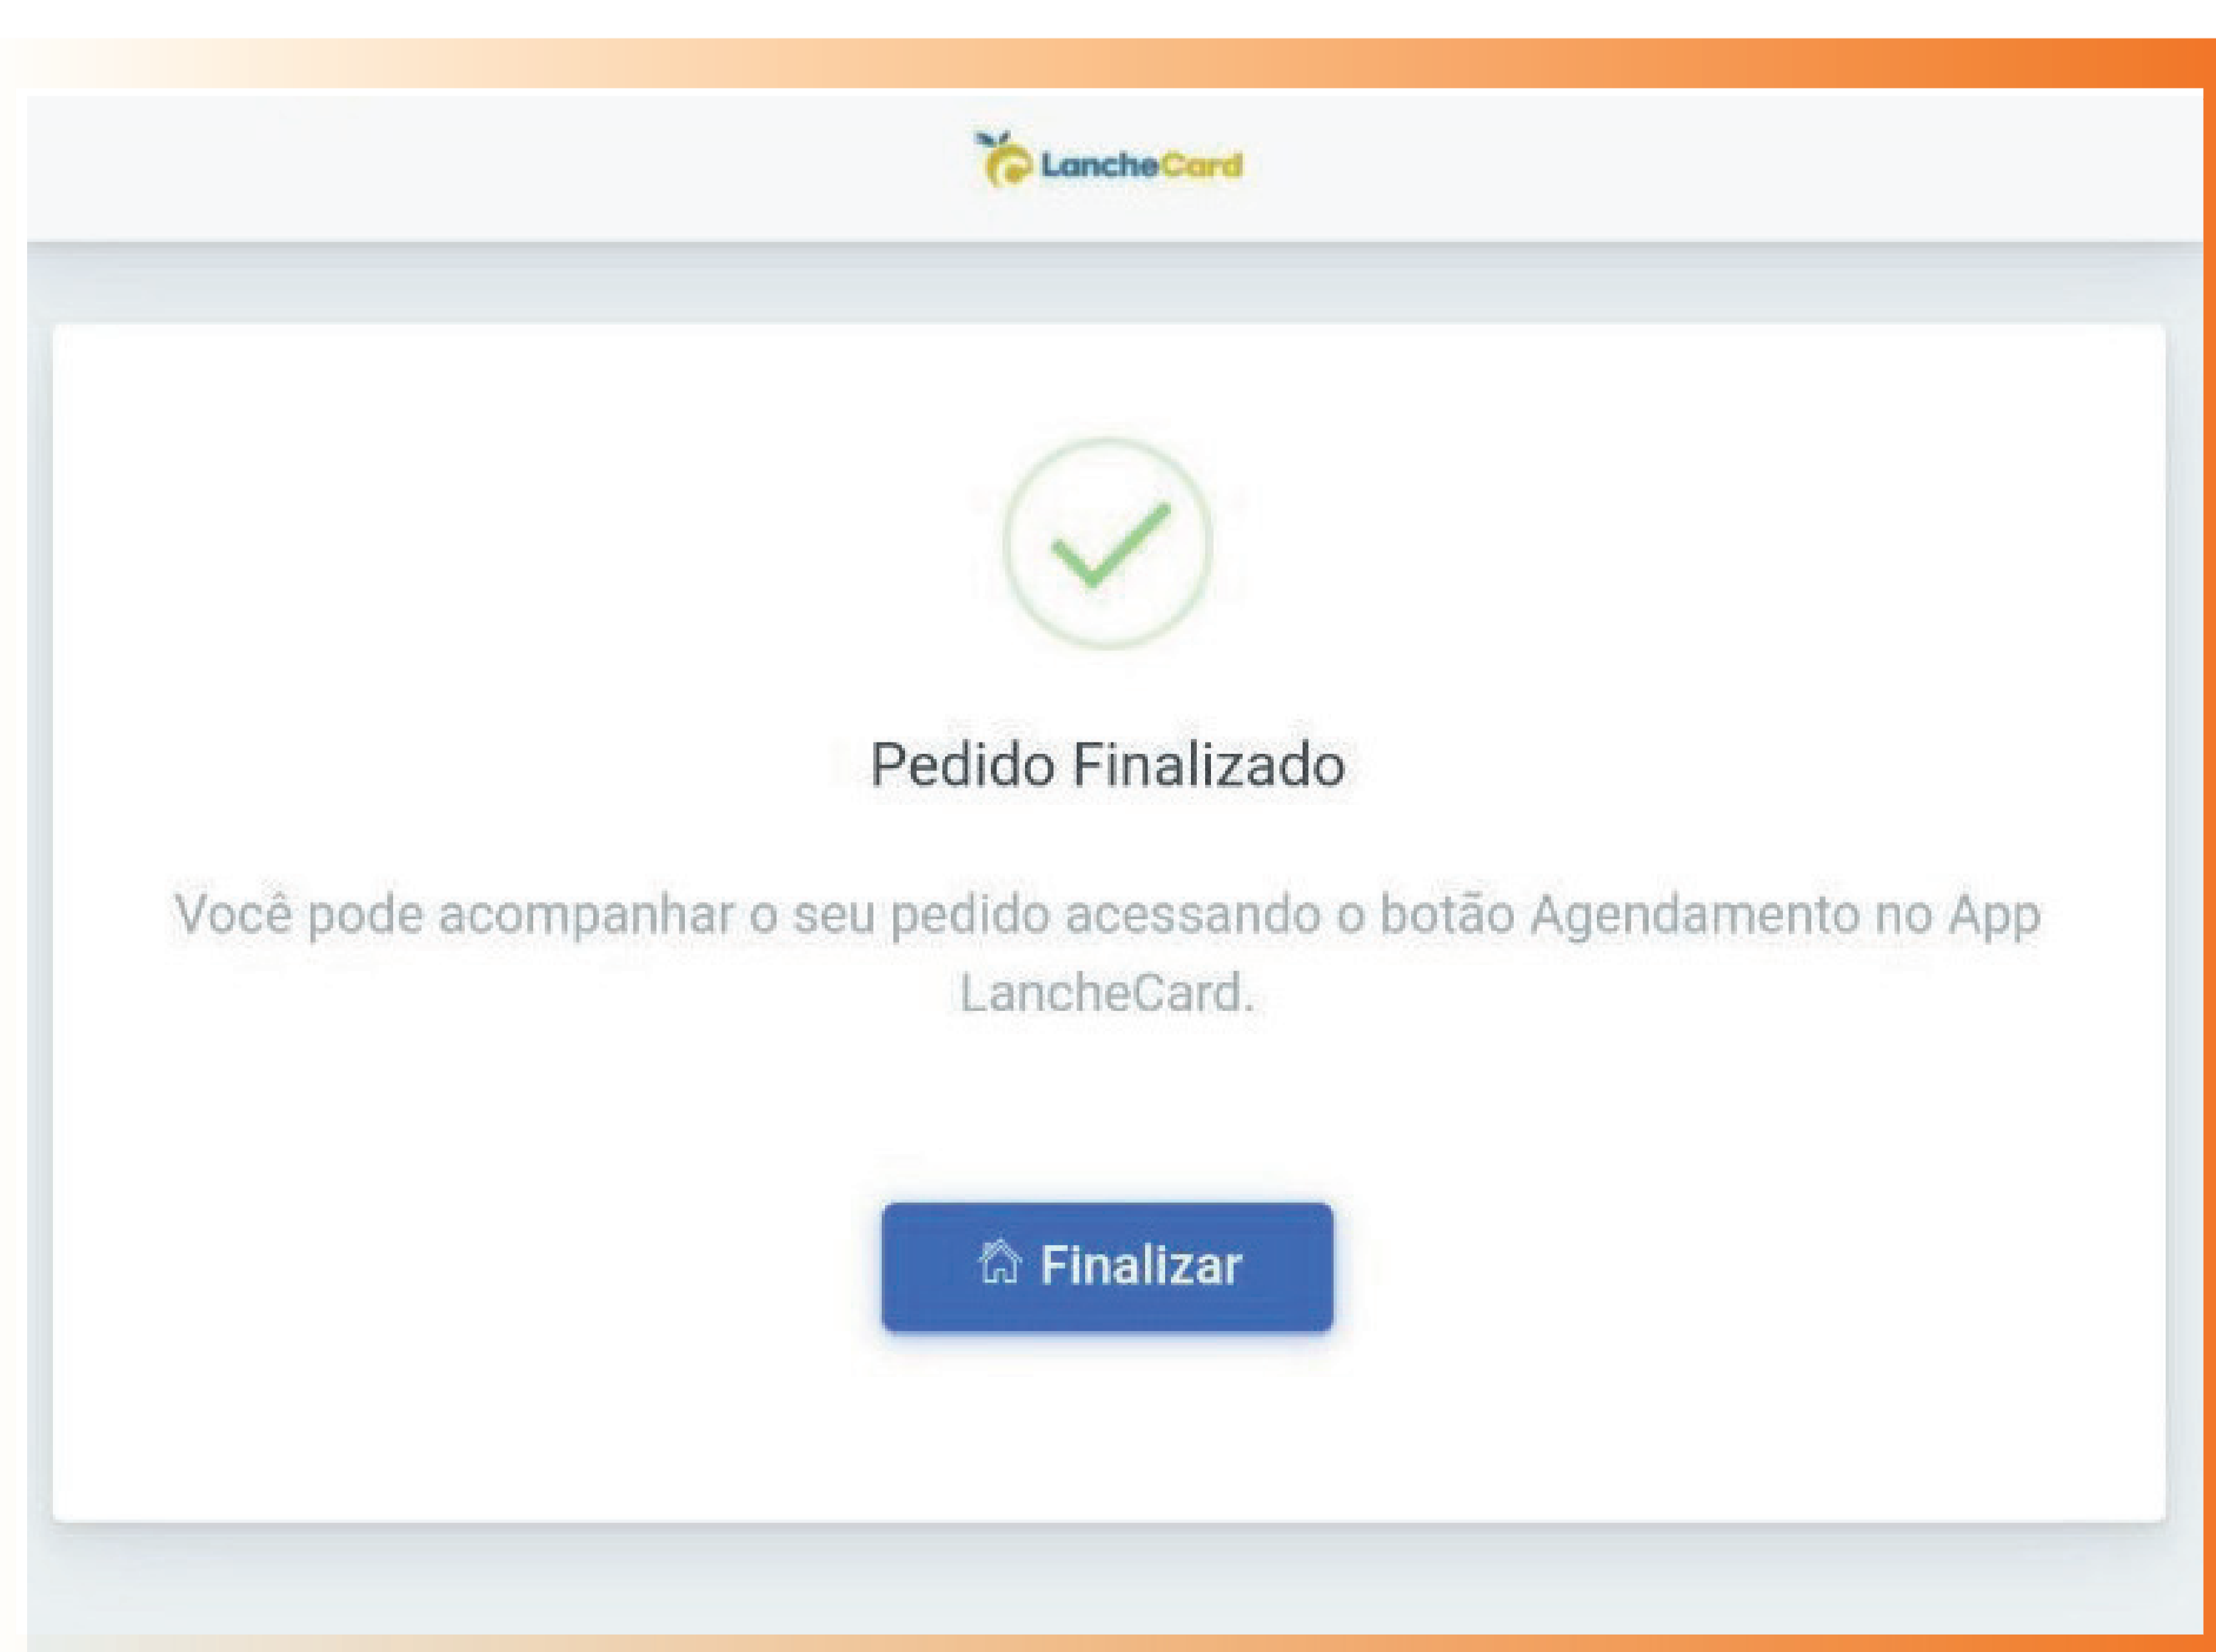 LancheCard
Pedido Finalizado
Você pode acompanhar o seu pedido acessando o botão Agendamento no App
LancheCard.
Finalizar